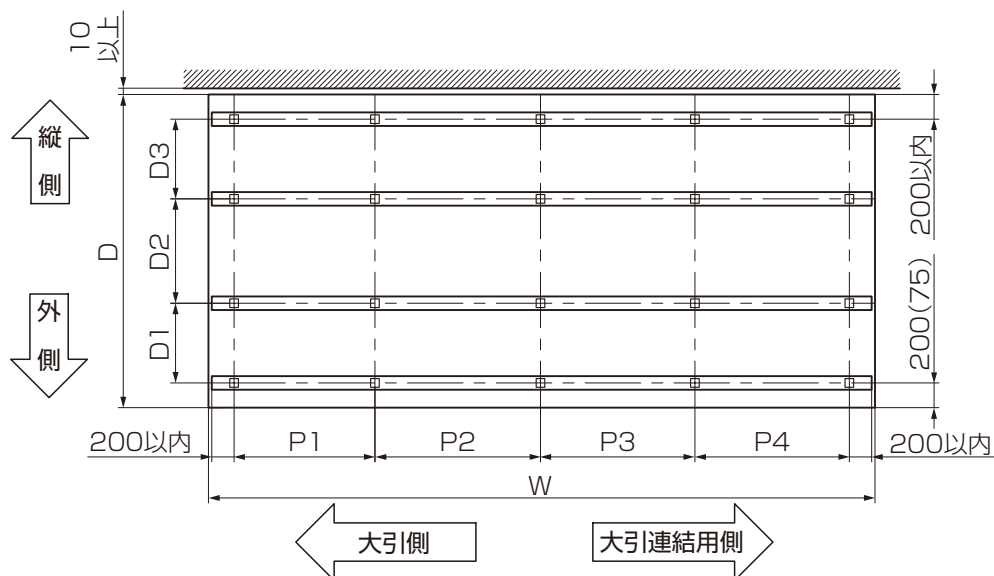 10
以上
縦
側
D3
200以内
D
D2
外
側
D1
200(75)
200以内
P1
P2
P3
P4
200以内
W
大引側
大引連結用側